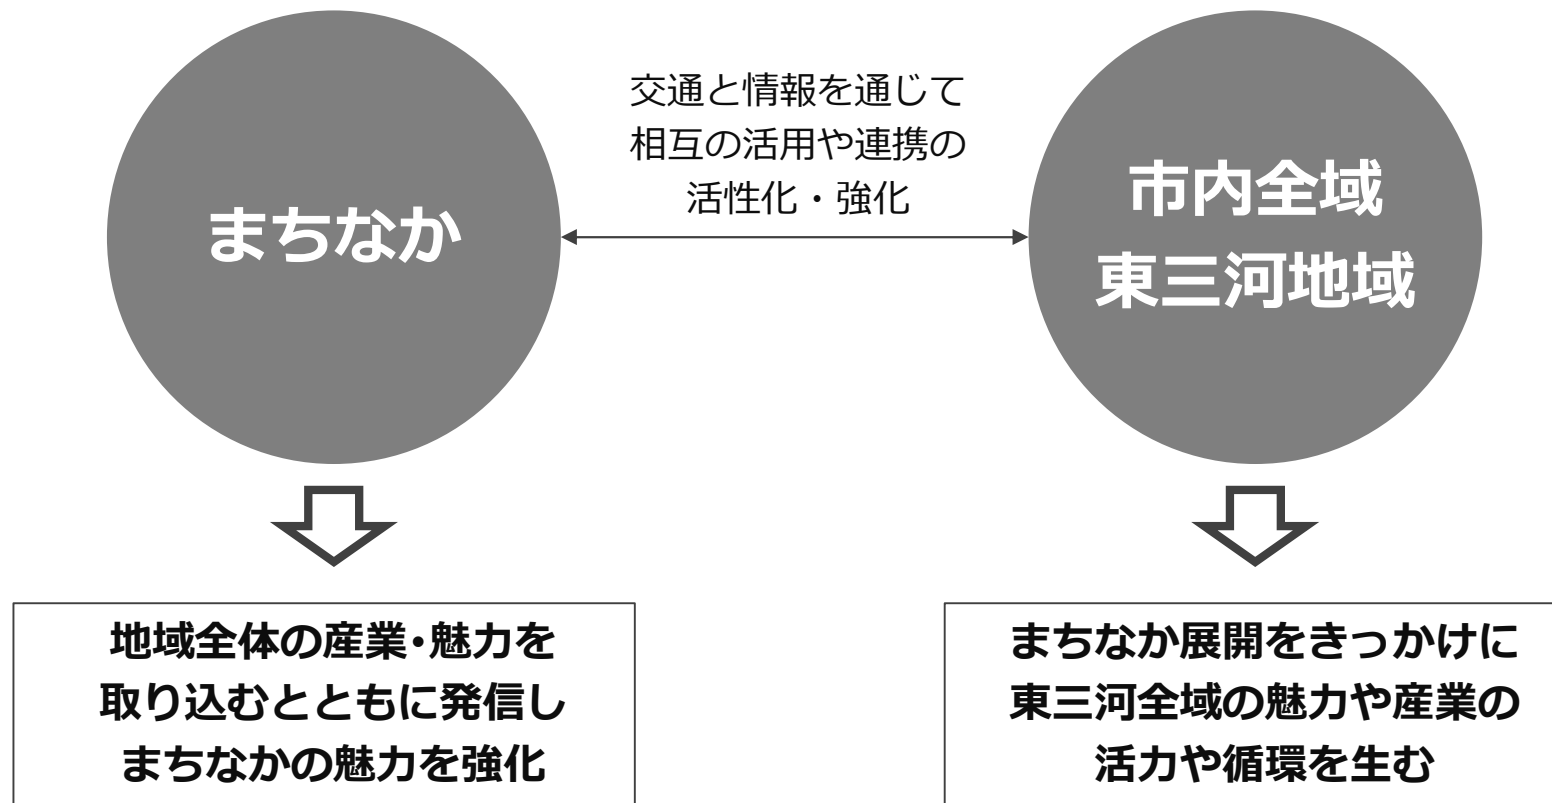 まちなか
交通と情報を通じて
相互の活用や連携の
活性化・強化
市内全域
東三河地域
地域全体の産業・魅力を
取り込むとともに発信し
まちなかの魅力を強化
まちなか展開をきっかけに
東三河全域の魅力や産業の
活力や循環を生む